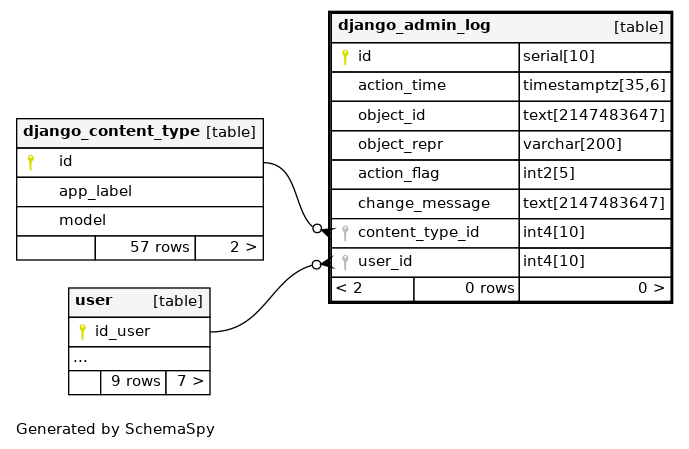 django_admin_log [table]
id serial[10]
action_time timestamptz[35,6]
object_id text[2147483647]
object_repr varchar[200]
action_flag int2[5]
change_message text[2147483647]
content_type_id int4[10]
user_id int4[10]
< 2 0 rows 0 >
django_content_type [table]
id
app_label
model
57 rows 2 >
user [table]
id_user
...
9 rows 7 >
Generated by SchemaSpy